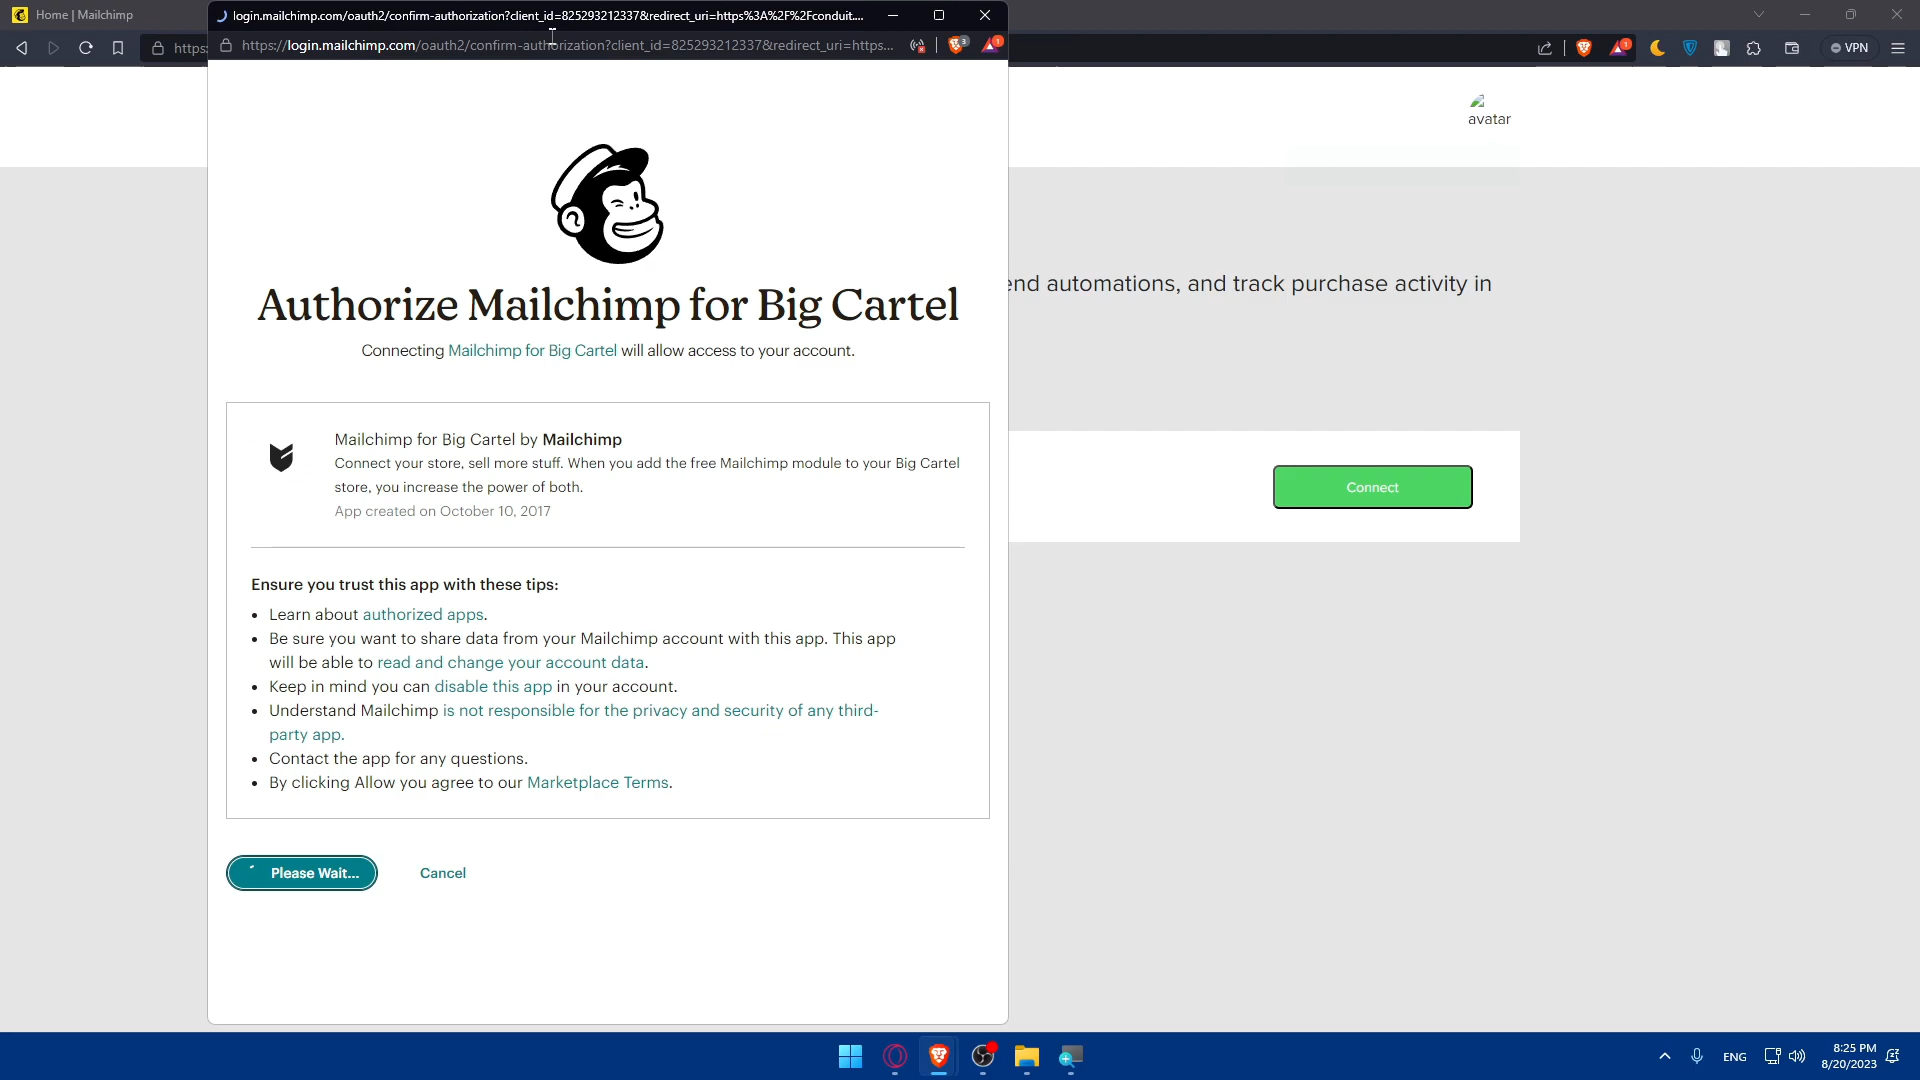 Home | Mailchimp
login.mailchimp.com/oauth2/confirm-authorization?client_id=825293212337&redirect_uri=https%3A%2F%2Fconduit....
https:
https://login.mailchimp.com/oauth2/confirm-authorization?client_id=825293212337&redirect_uri=https...
3
1
1
VPN
avatar
Authorize Mailchimp for Big Cartel
Connecting Mailchimp for Big Cartel will allow access to your account.
end automations, and track purchase activity in
Mailchimp for Big Cartel by Mailchimp
Connect your store, sell more stuff. When you add the free Mailchimp module to your Big Cartel
store, you increase the power of both.
App created on October 10, 2017
Connect
Ensure you trust this app with these tips:
• Learn about authorized apps.
• Be sure you want to share data from your Mailchimp account with this app. This app
will be able to read and change your account data.
• Keep in mind you can disable this app in your account.
• Understand Mailchimp is not responsible for the privacy and security of any third-
party app.
• Contact the app for any questions.
• By clicking Allow you agree to our Marketplace Terms.
Please Wait...
Cancel
ENG
8:25 PM
8/20/2023